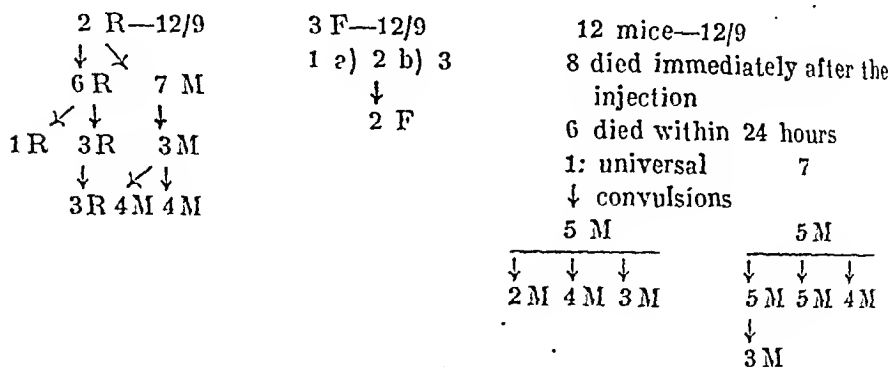 2 R—12/9
6 R 7 M
1 R 3 R 3 M
3 R 4 M 4 M
3 F—12/9
1 a) 2 b) 3
2 F
12 mice—12/9
8 died immediately after the
injection
6 died within 24 hours
1: universal 7
convulsions
5 M 5 M
2 M 4 M 3 M 5 M 5 M 4 M
3 M